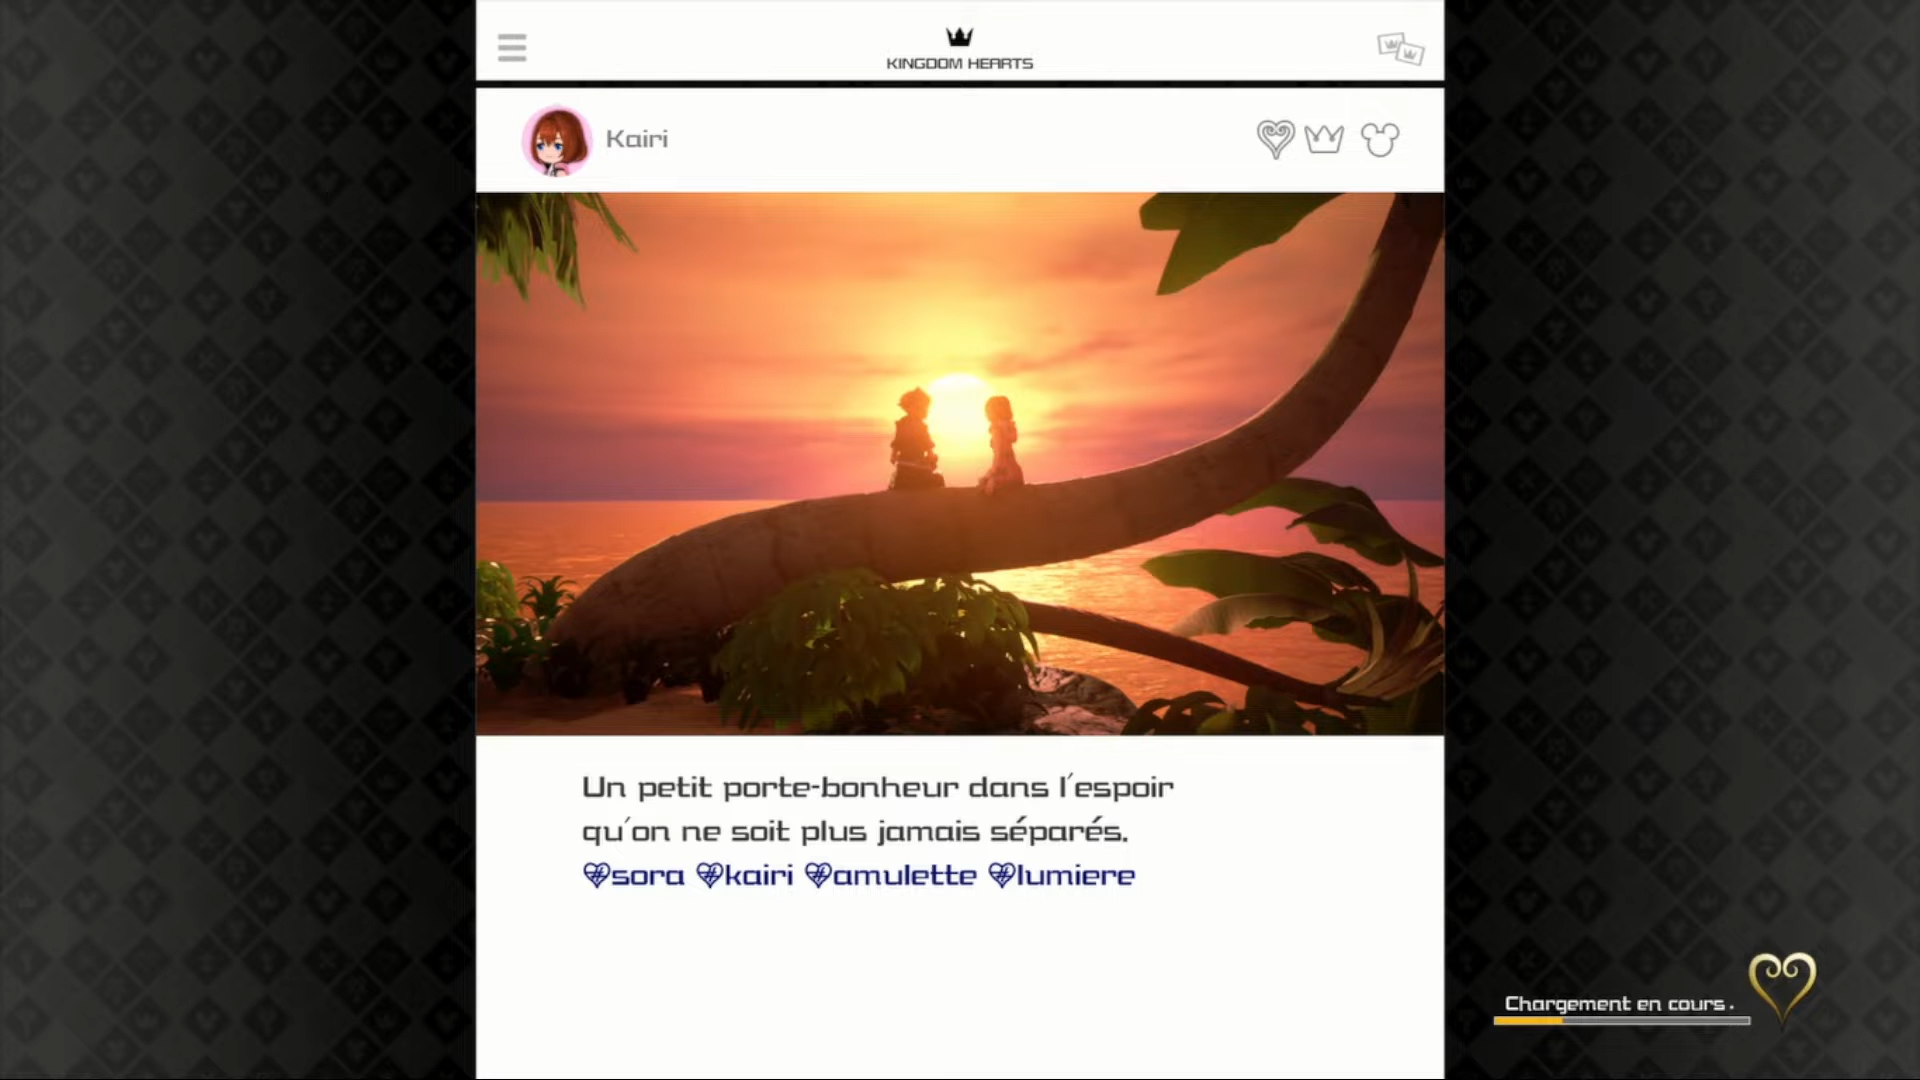 KINGDOM HEARTS
Kairi
Un petit porte-bonheur dans l'espoir
qu'on ne soit plus jamais séparés.
#sora #kairi #amulette #lumiere
Chargement en cours.